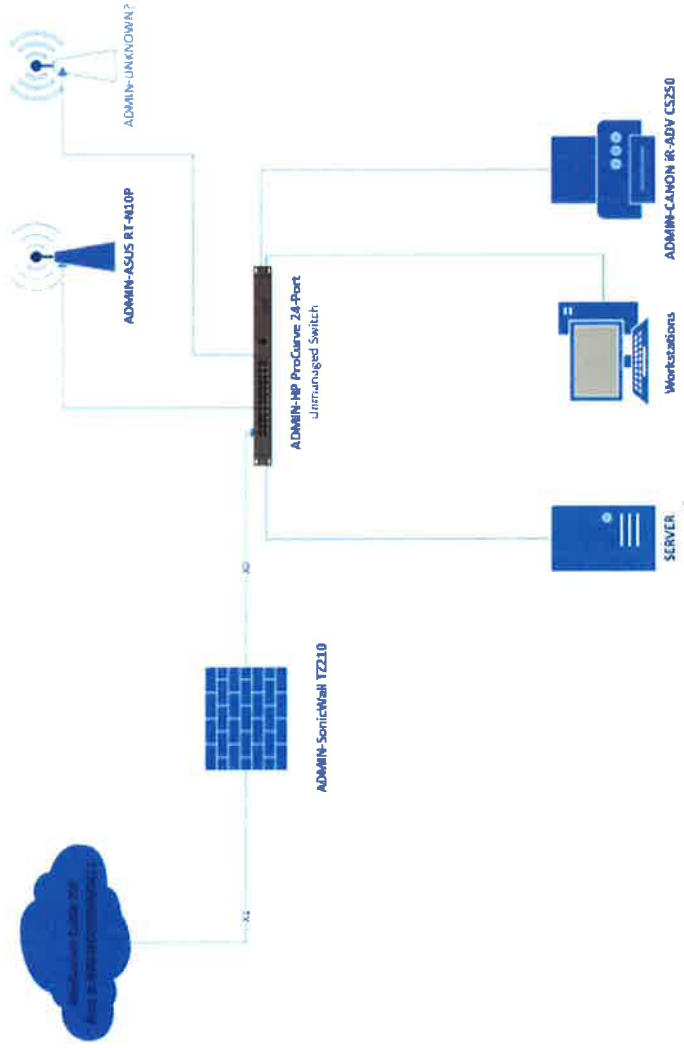 ADMIN-UNKNOWN?
ADMIN-ASUS RT-N10P
ADMIN-HP ProCurve 24-Port
Unmanaged Switch
X0
ADMIN-SonicWall TZ210
X1
ADMIN-CANON iR-ADV C5250
Workstations
SERVER